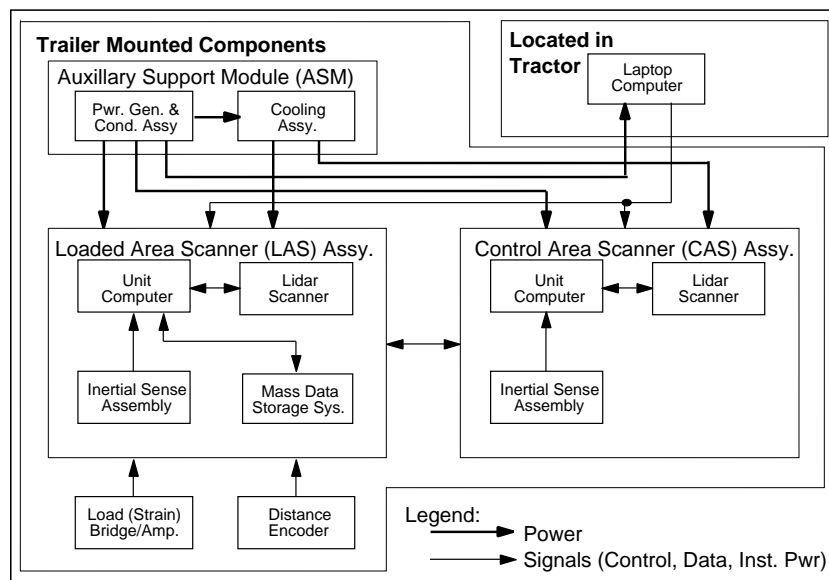 Trailer Mounted Components
Located in
Tractor
Auxillary Support Module (ASM)
Laptop
Computer
Pwr. Gen. &
Cond. Assy
Cooling
Assy.
Loaded Area Scanner (LAS) Assy.
Control Area Scanner (CAS) Assy.
Unit
Computer
Lidar
Scanner
Unit
Computer
Lidar
Scanner
Inertial Sense
Assembly
Mass Data
Storage Sys.
Inertial Sense
Assembly
Load (Strain)
Bridge/Amp.
Distance
Encoder
Legend:
Power
Signals (Control, Data, Inst. Pwr)